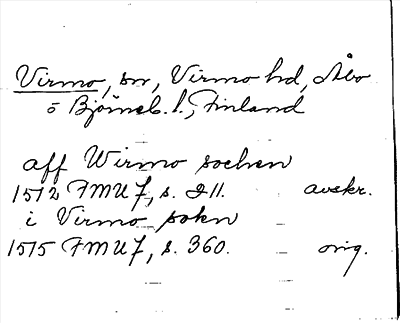 Virmo, sn, Virmo hd, Åbo
o Björneb. l., Finland
aff Wirmo sochen
1512 FMU 7, s. 211. avskr.
i Virmo sokn
1515 FMU 7, s. 360. orig.